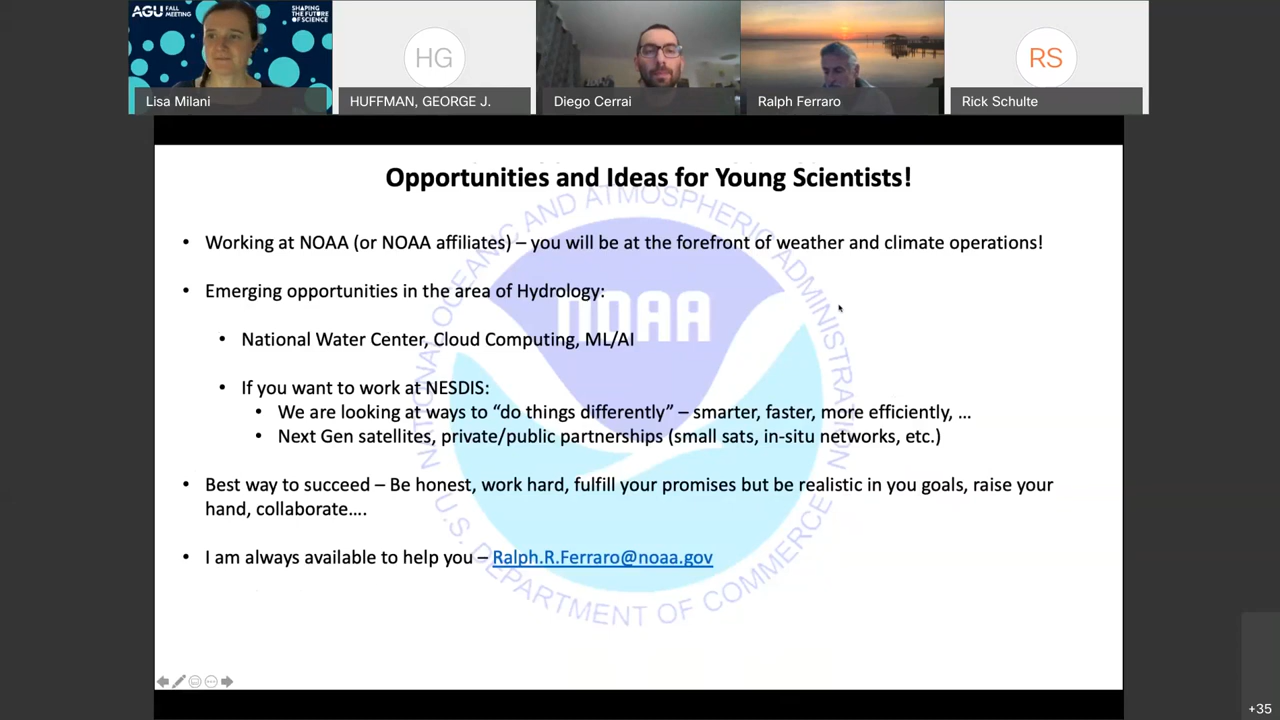 AGU FALL MEETING
SHAPING THE FUTURE OF SCIENCE
HG
RS
Lisa Milani
HUFFMAN, GEORGE J.
Diego Cerrai
Ralph Ferraro
Rick Schulte
Opportunities and Ideas for Young Scientists!
• Working at NOAA (or NOAA affiliates) – you will be at the forefront of weather and climate operations!
• Emerging opportunities in the area of Hydrology:
• National Water Center, Cloud Computing, ML/AI
• If you want to work at NESDIS:
• We are looking at ways to “do things differently” – smarter, faster, more efficiently, …
• Next Gen satellites, private/public partnerships (small sats, in-situ networks, etc.)
• Best way to succeed – Be honest, work hard, fulfill your promises but be realistic in you goals, raise your
hand, collaborate….
• I am always available to help you – Ralph.R.Ferraro@noaa.gov
NATIONAL OCEANIC AND ATMOSPHERIC ADMINISTRATION
NOAA
U.S. DEPARTMENT OF COMMERCE
+35